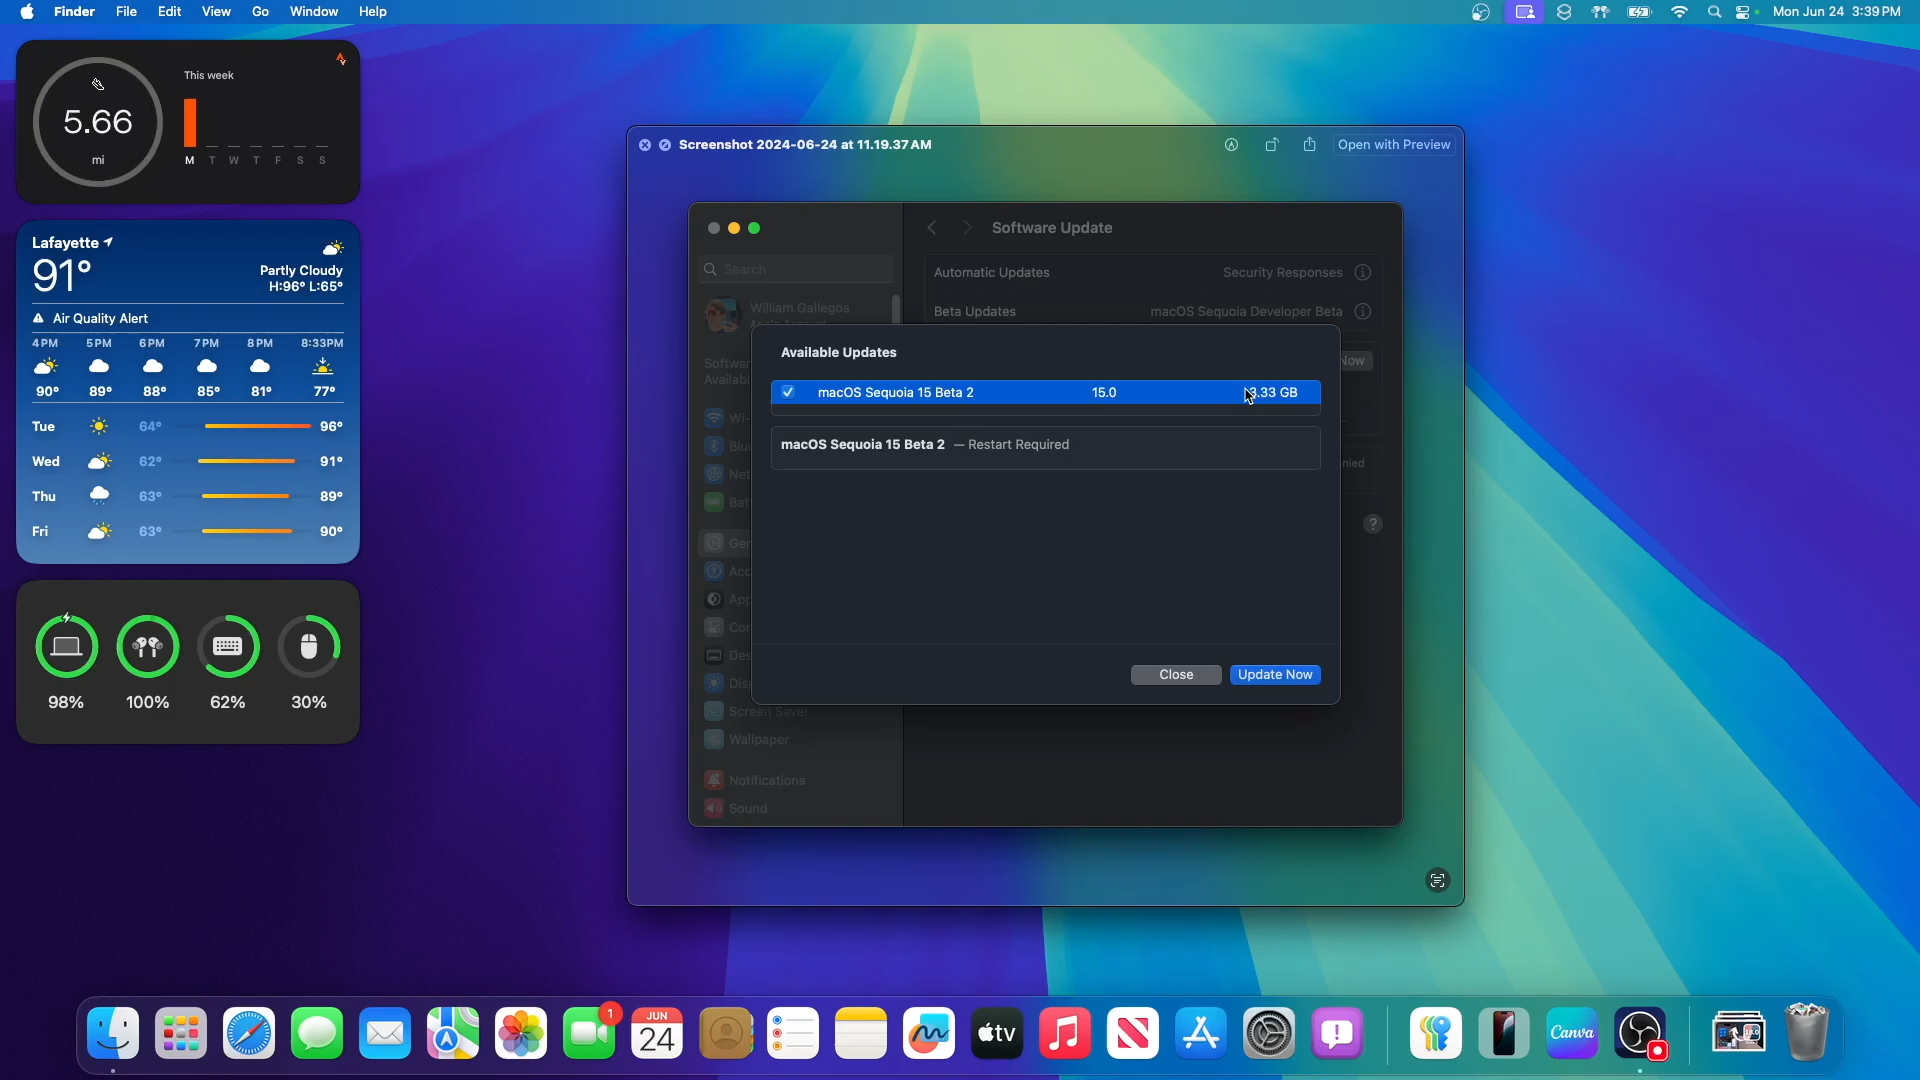 Finder File Edit View Go Window Help
Mon Jun 24 3:39 PM
5.66
mi
This week
M T W T F S S
Lafayette
91°
Partly Cloudy
H:96° L:65°
Air Quality Alert
4PM 5PM 6PM 7PM 8PM 8:33PM
90° 89° 88° 85° 81° 77°
Tue 64° 96°
Wed 62° 91°
Thu 63° 89°
Fri 63° 90°
98% 100% 62% 30%
Screenshot 2024-06-24 at 11.19.37 AM
Open with Preview
Search
William Gallegos
Software Update
Automatic Updates Security Responses
Beta Updates macOS Sequoia Developer Beta
Available Updates
macOS Sequoia 15 Beta 2 15.0 3.33 GB
macOS Sequoia 15 Beta 2 — Restart Required
Close Update Now
Screen Saver
Wallpaper
Notifications
Sound
?
1
JUN
24
tv
Canva